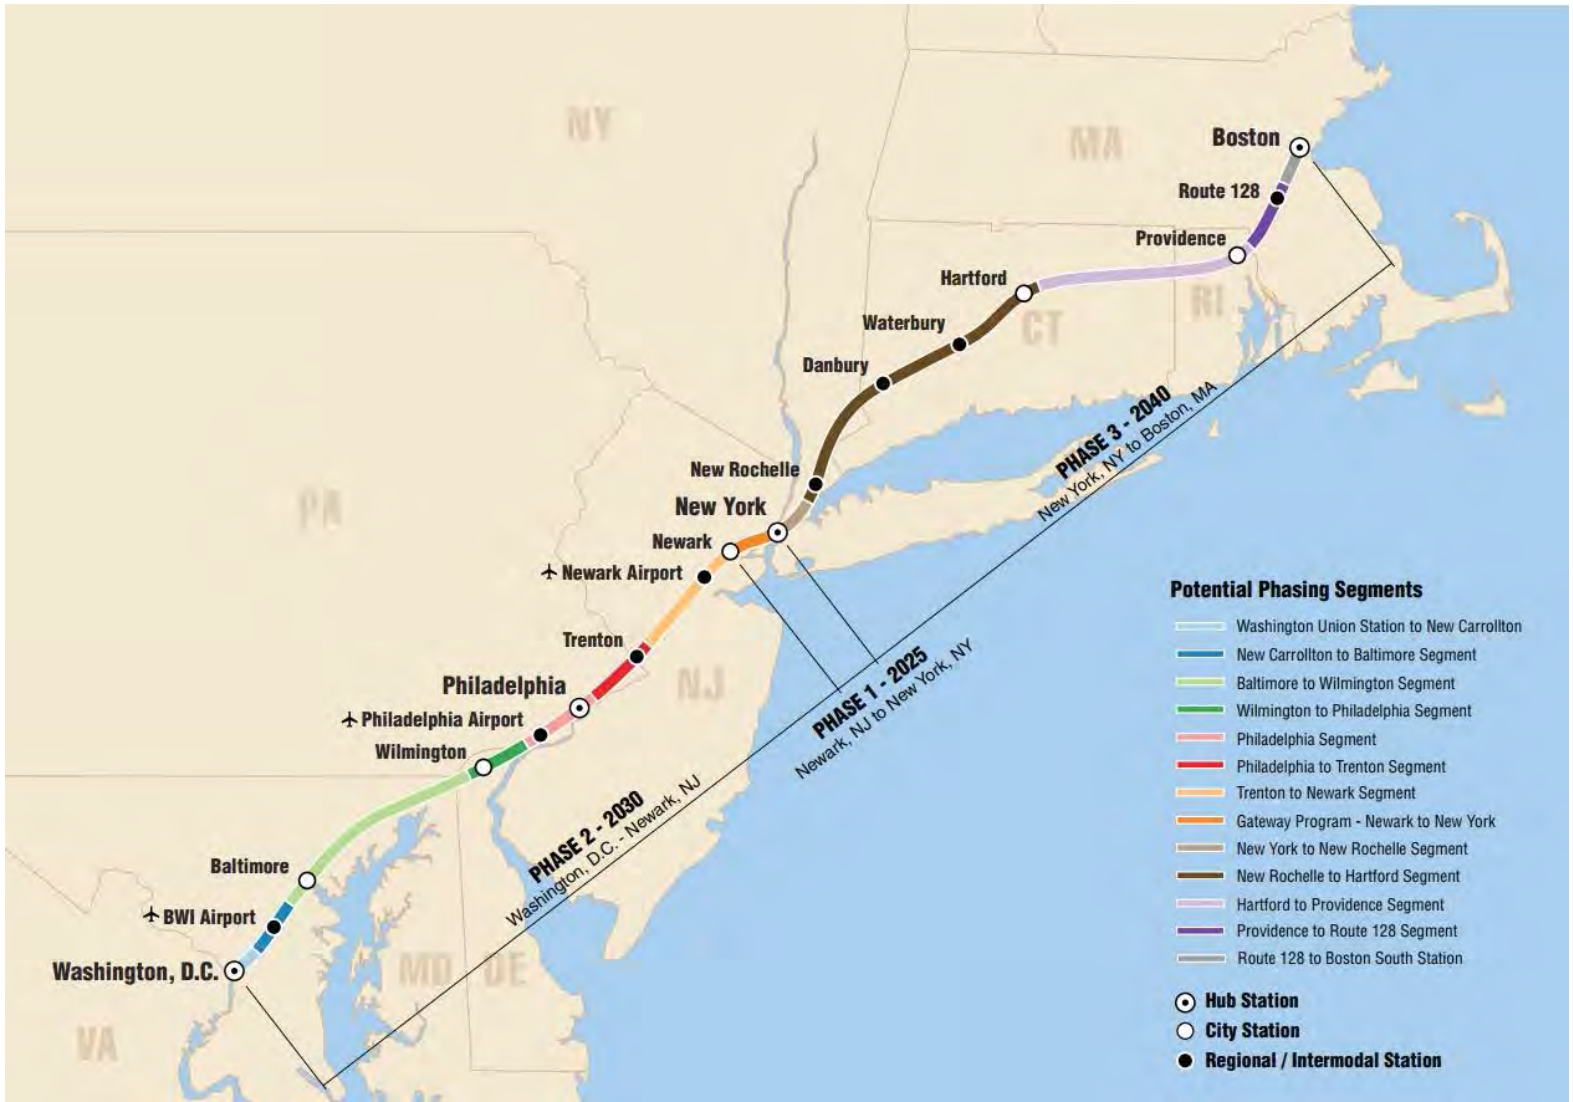 NY
MA
Boston
Route 128
Providence
Hartford
RI
CT
Waterbury
Danbury
PHASE 3 - 2040
New York, NY to Boston, MA
New Rochelle
New York
PA
Newark
Newark Airport
Trenton
NJ
Philadelphia
Philadelphia Airport
Wilmington
PHASE 1 - 2025
Newark, NJ to New York, NY
PHASE 2 - 2030
Washington, D.C. - Newark, NJ
Baltimore
BWI Airport
Washington, D.C.
MD
DE
VA
Potential Phasing Segments
Washington Union Station to New Carrollton
New Carrollton to Baltimore Segment
Baltimore to Wilmington Segment
Wilmington to Philadelphia Segment
Philadelphia Segment
Philadelphia to Trenton Segment
Trenton to Newark Segment
Gateway Program - Newark to New York
New York to New Rochelle Segment
New Rochelle to Hartford Segment
Hartford to Providence Segment
Providence to Route 128 Segment
Route 128 to Boston South Station
Hub Station
City Station
Regional / Intermodal Station